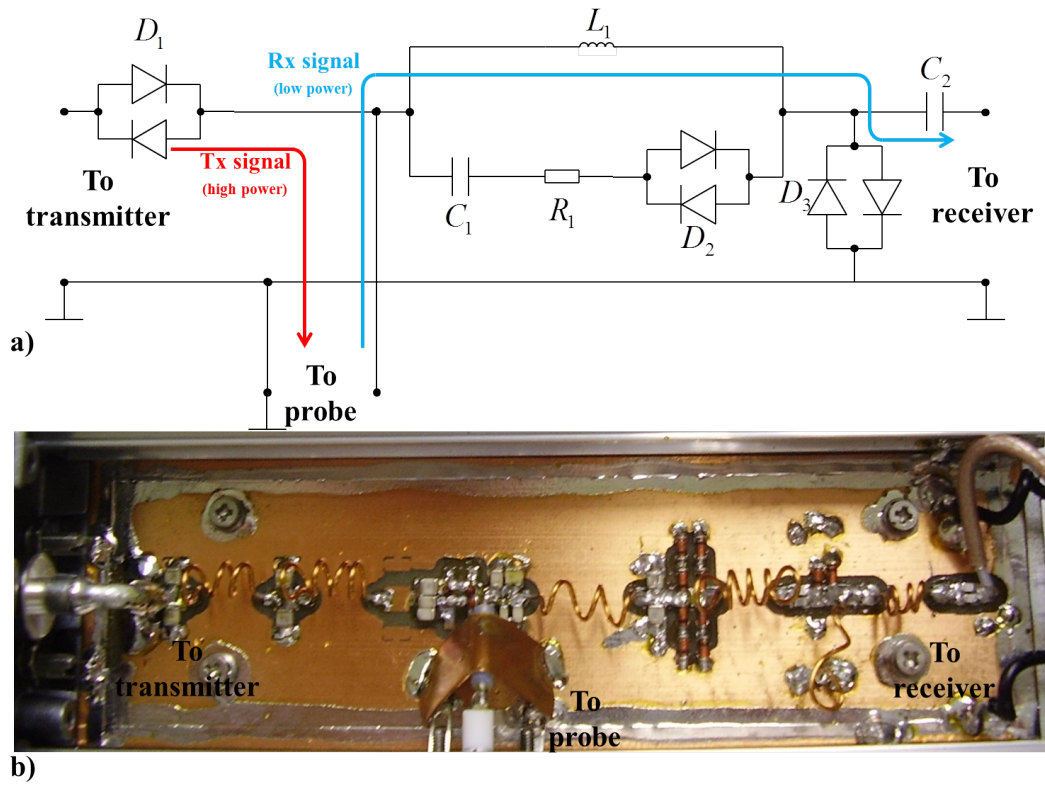 D₁
Rx signal
(low power)
L₁
C₂
Tx signal
(high power)
To
transmitter
C₁
R₁
D₂
D₃
To
receiver
a)
To
probe
To
transmitter
To
probe
To
receiver
b)